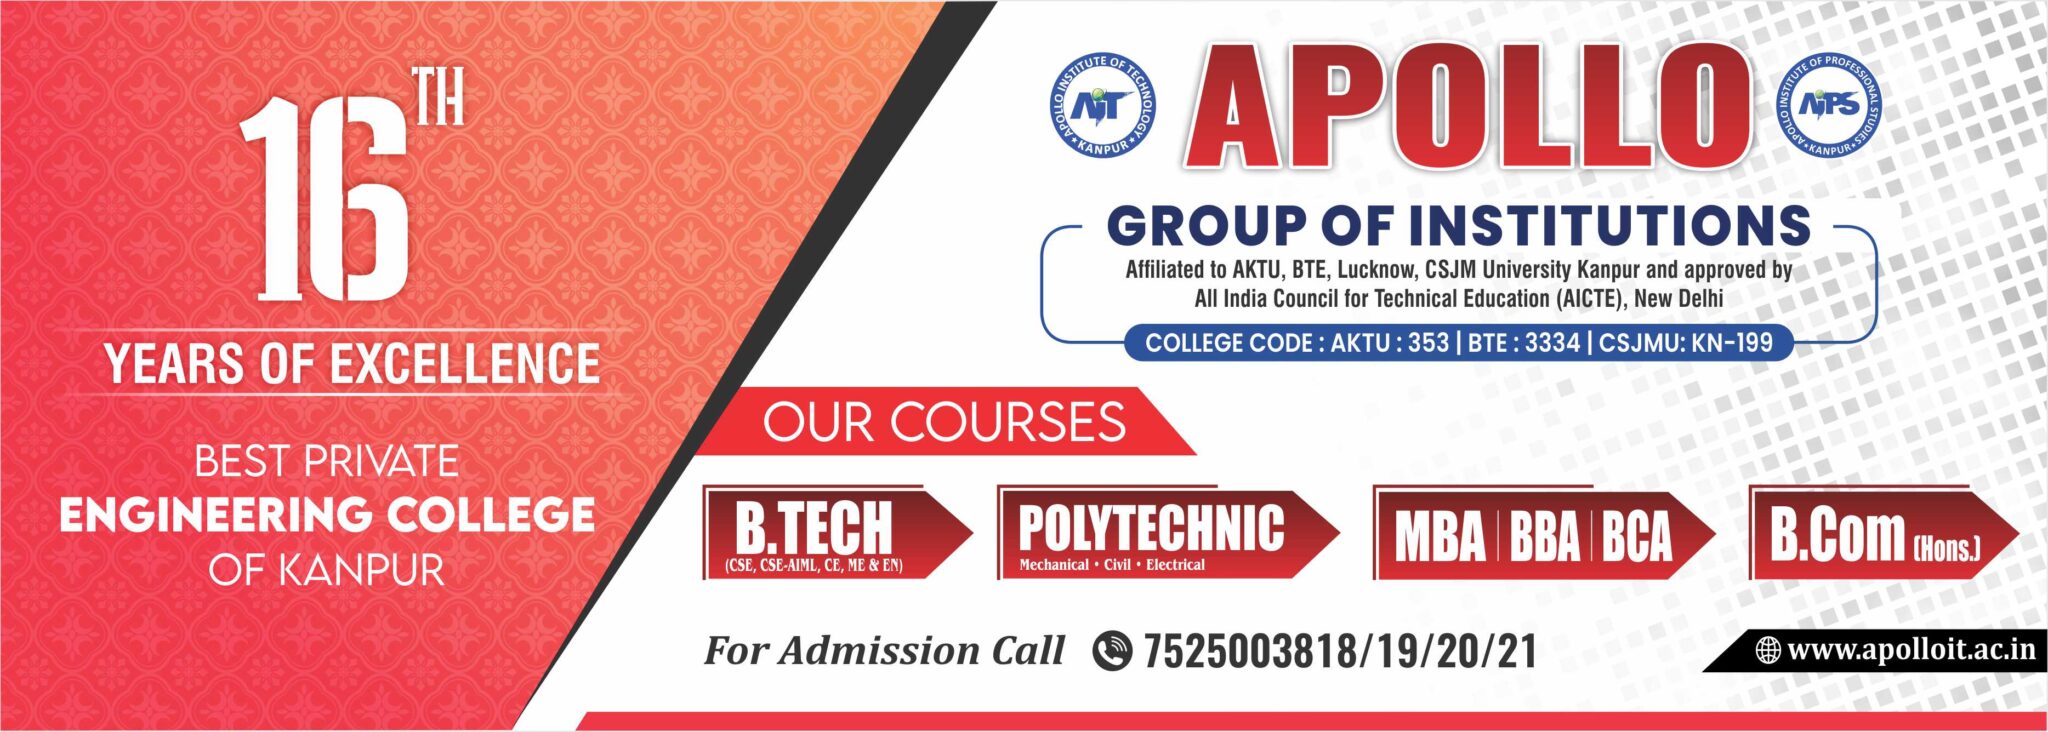 16TH
YEARS OF EXCELLENCE
BEST PRIVATE
ENGINEERING COLLEGE
OF KANPUR
APOLLO INSTITUTE OF TECHNOLOGY
AIT
KANPUR
APOLLO
APOLLO INSTITUTE OF PROFESSIONAL STUDIES
AIPS
KANPUR
GROUP OF INSTITUTIONS
Affiliated to AKTU, BTE, Lucknow, CSJM University Kanpur and approved by
All India Council for Technical Education (AICTE), New Delhi
COLLEGE CODE : AKTU : 353 | BTE : 3334 | CSJMU: KN-199
OUR COURSES
B.TECH
(CSE, CSE-AIML, CE, ME & EN)
POLYTECHNIC
Mechanical • Civil • Electrical
MBA | BBA | BCA
B.Com (Hons.)
For Admission Call 7525003818/19/20/21
www.apolloit.ac.in